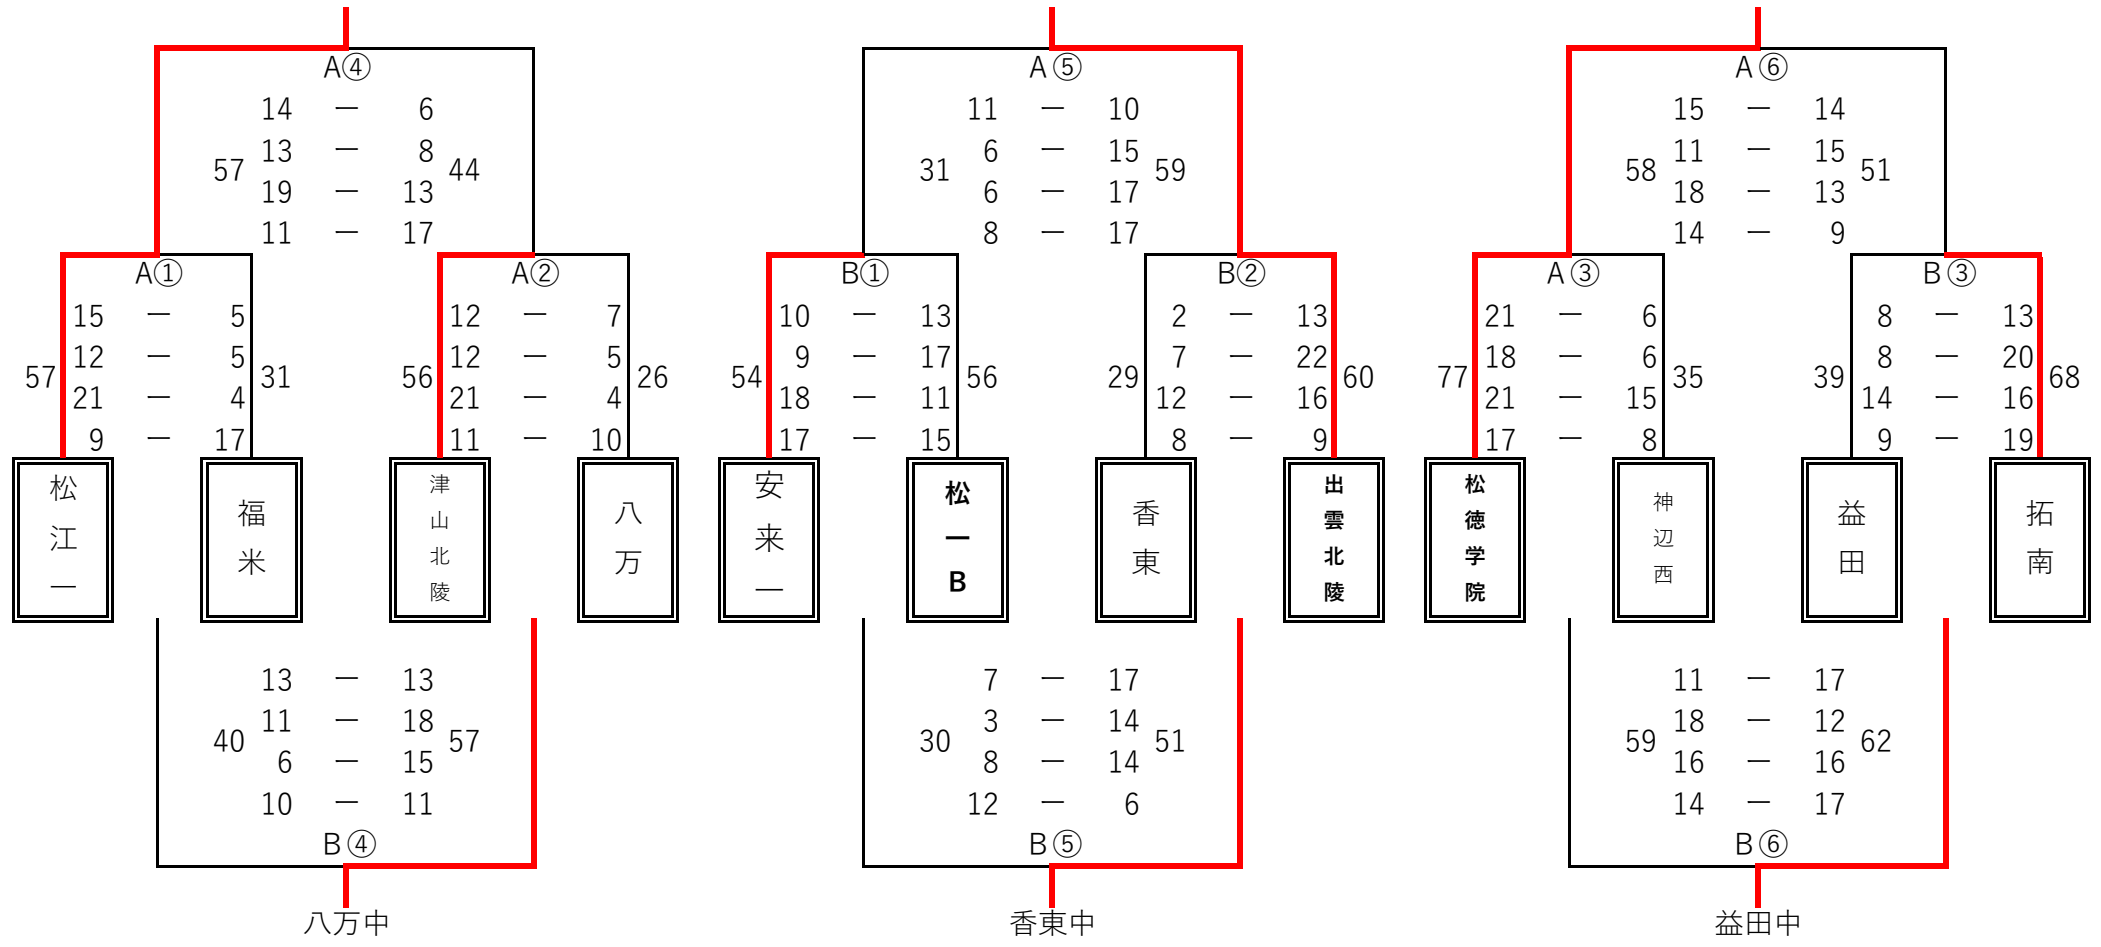 A④ A⑤ A⑥
14 － 6 11 － 10 15 － 14
13 － 8 6 － 15 11 － 15
57 44 31 59 58 51
19 － 13 6 － 17 18 － 13
11 － 17 8 － 17 14 － 9
A① A② B① B② A③ B③
15 － 5 12 － 7 10 － 13 2 － 13 21 － 6 8 － 13
12 － 5 12 － 5 9 － 17 7 － 22 18 － 6 8 － 20
57 31 56 26 54 56 29 60 77 35 39 68
21 － 4 21 － 4 18 － 11 12 － 16 21 － 15 14 － 16
9 － 17 11 － 10 17 － 15 8 － 9 17 － 8 9 － 19
松江一
福米
津山北陵
八万
安来一
松一B
香東
出雲北陵
松徳学院
神辺西
益田
拓南
13 － 13 7 － 17 11 － 17
11 － 18 3 － 14 18 － 12
40 57 30 51 59 62
6 － 15 8 － 14 16 － 16
10 － 11 12 － 6 14 － 17
B④ B⑤ B⑥
八万中 香東中 益田中